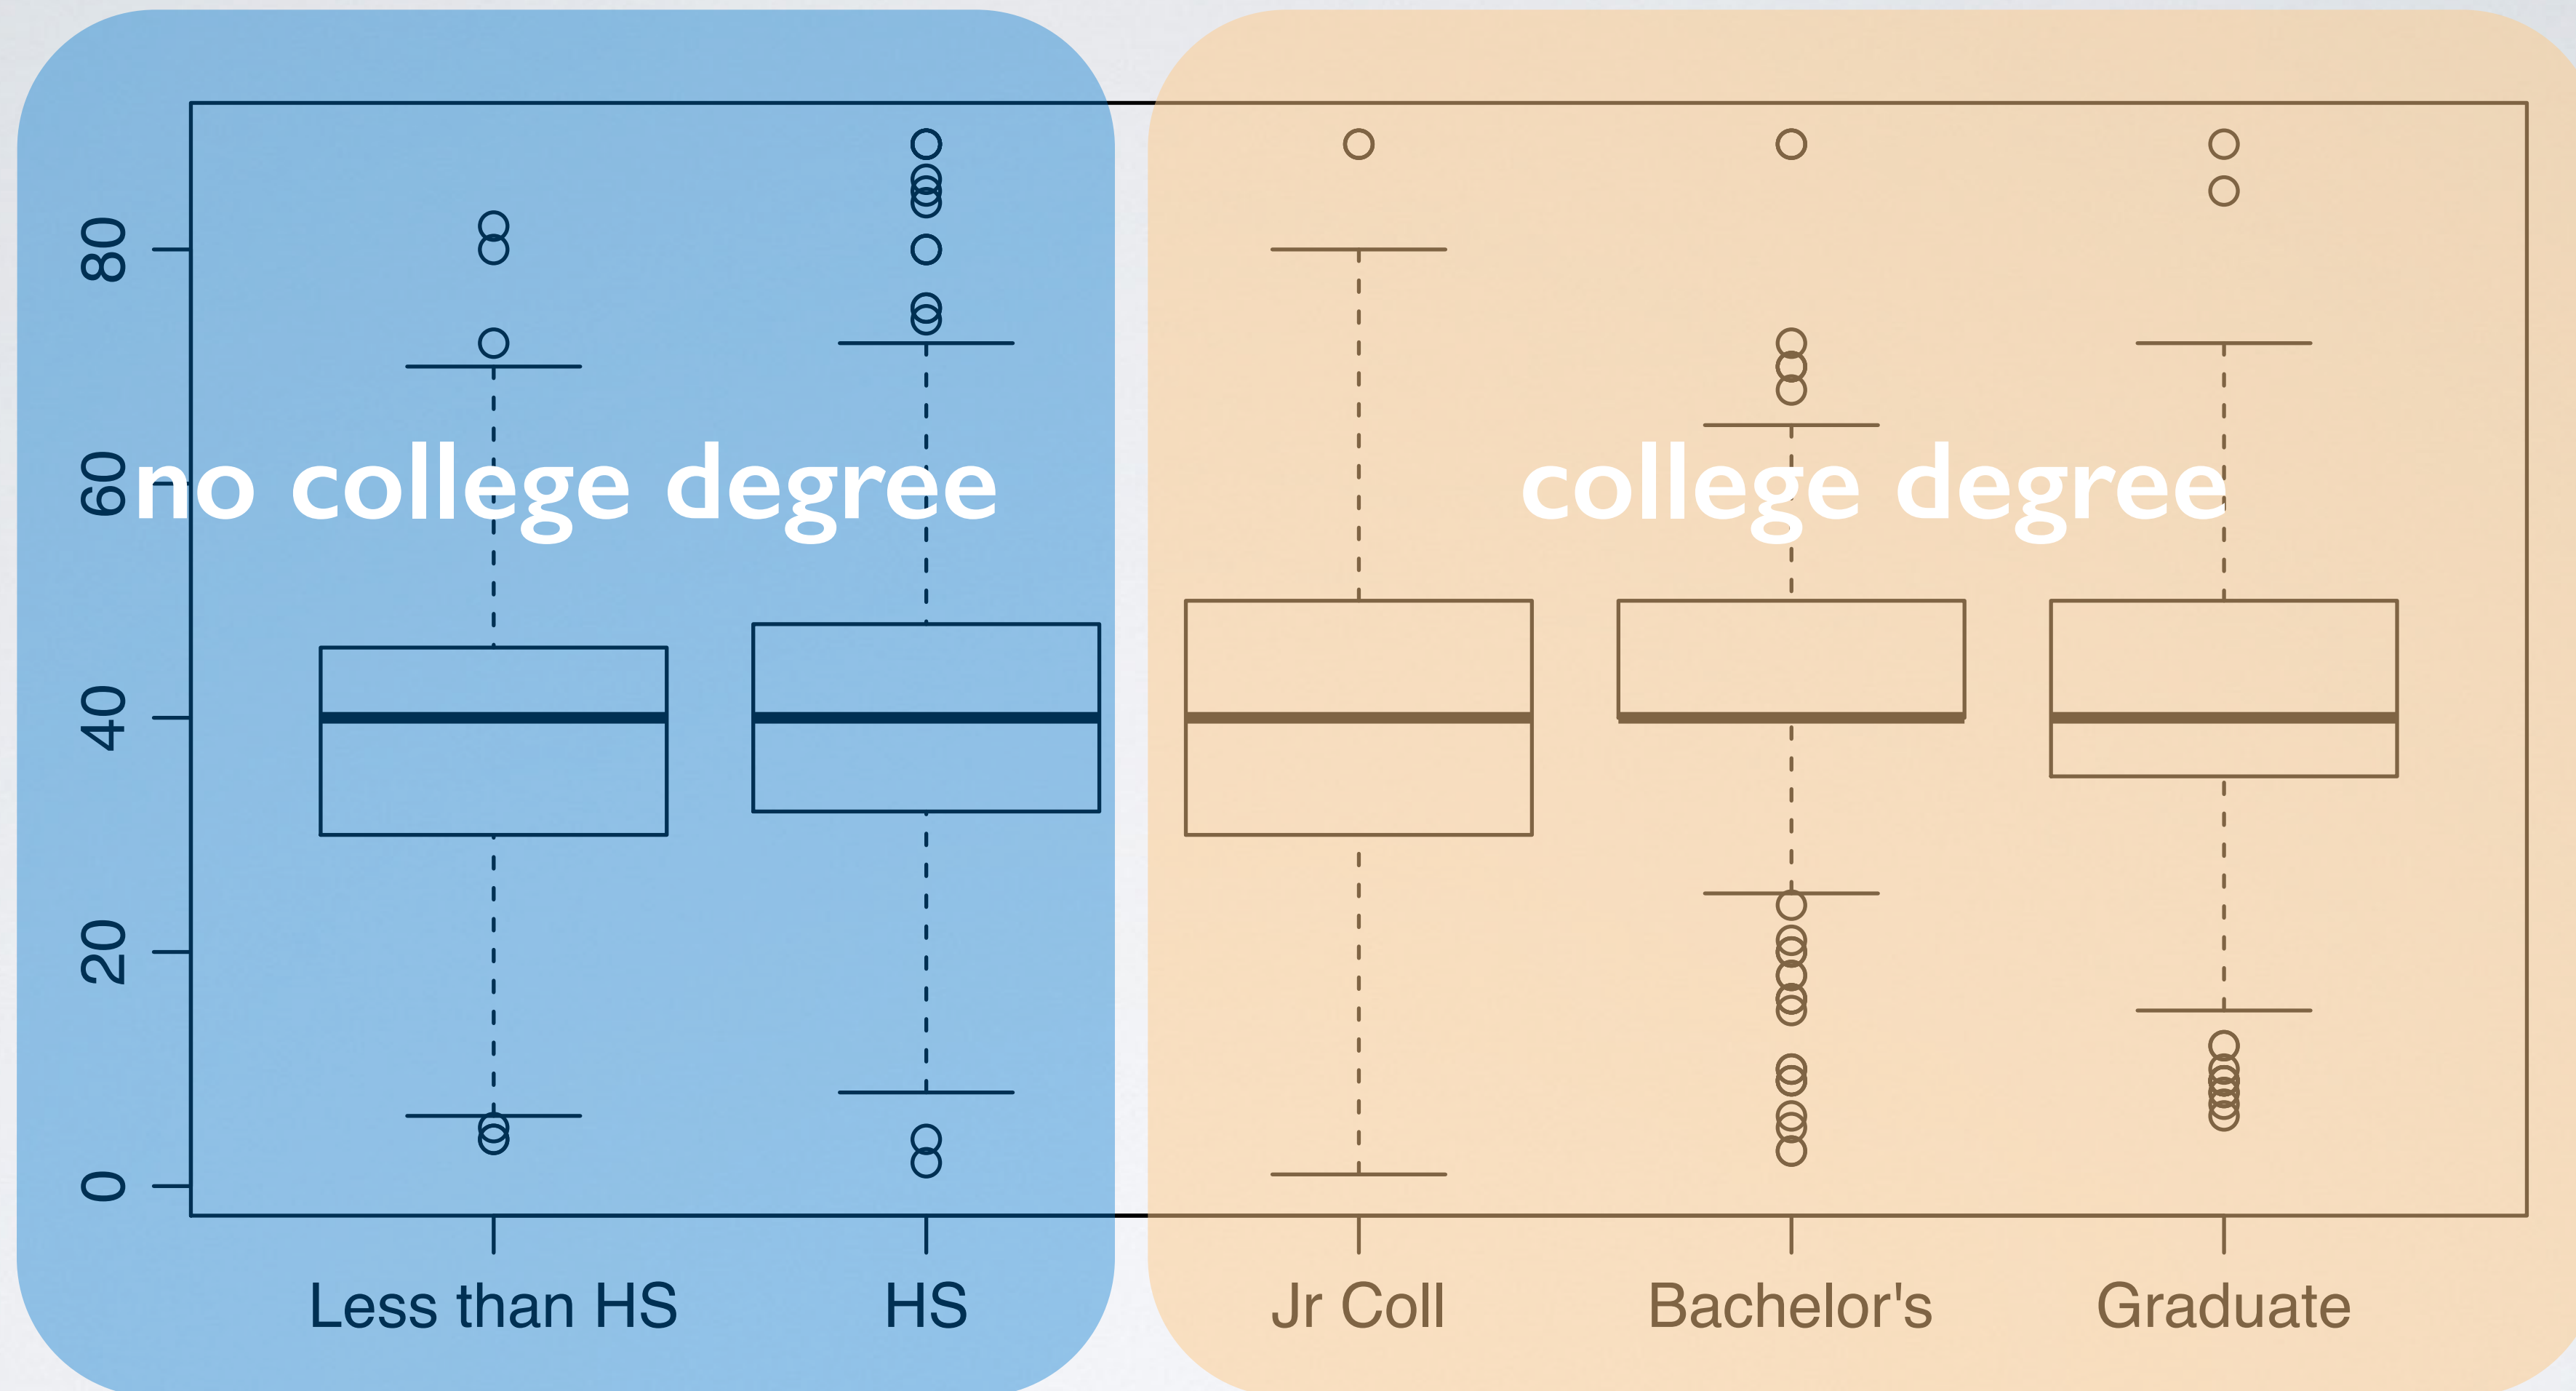 80
60
40
20
0
no college degree
college degree
Less than HS
HS
Jr Coll
Bachelor's
Graduate